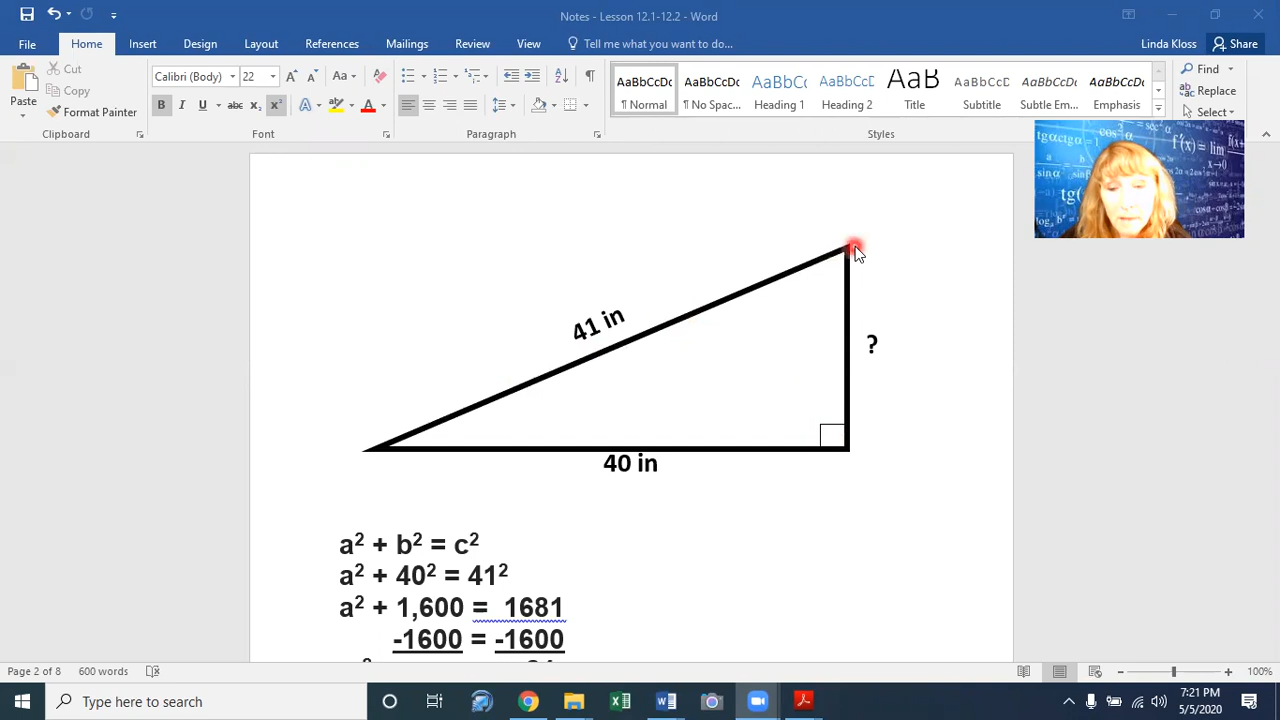 Notes - Lesson 12.1-12.2 - Word
Linda Kloss
Share
File
Home
Insert
Design
Layout
References
Mailings
Review
View
Tell me what you want to do...
Paste
Cut
Copy
Format Painter
Clipboard
Calibri (Body)
22
Font
Paragraph
AaBbCcDc
¶ Normal
AaBbCcDc
¶ No Spac...
AaBbCc
Heading 1
AaBbCcD
Heading 2
AaB
Title
AaBbCcD
Subtitle
AaBbCcDc
Subtle Em...
AaBbCcDc
Emphasis
Styles
Find
Replace
Select
41 in
?
40 in
a² + b² = c²
a² + 40² = 41²
a² + 1,600 = 1681
-1600 = -1600
Page 2 of 8
600 words
100%
Type here to search
7:21 PM
5/5/2020